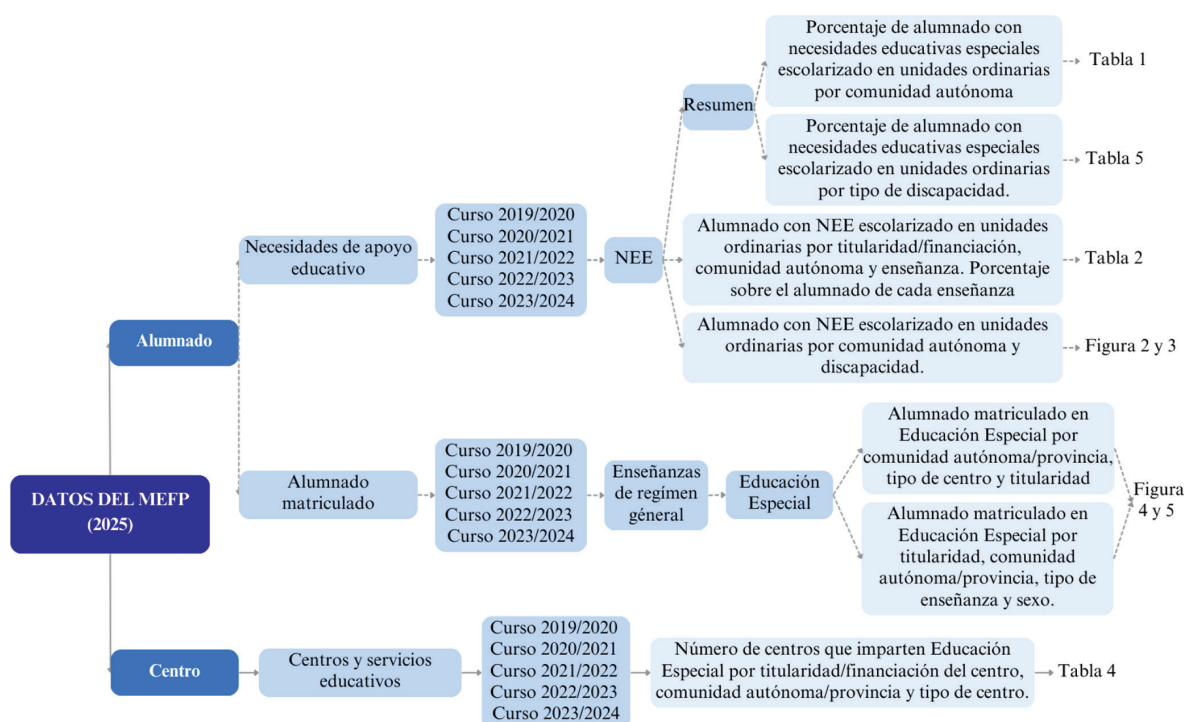 DATOS DEL MEFP
(2025)
Alumnado
Necesidades de apoyo
educativo
Curso 2019/2020
Curso 2020/2021
Curso 2021/2022
Curso 2022/2023
Curso 2023/2024
NEE
Resumen
Porcentaje de alumnado con
necesidades educativas especiales
escolarizado en unidades ordinarias
por comunidad autónoma
Tabla 1
Porcentaje de alumnado con
necesidades educativas especiales
escolarizado en unidades ordinarias
por tipo de discapacidad.
Tabla 5
Alumnado con NEE escolarizado en unidades
ordinarias por titularidad/financiación,
comunidad autónoma y enseñanza. Porcentaje
sobre el alumnado de cada enseñanza
Tabla 2
Alumnado con NEE escolarizado en unidades
ordinarias por comunidad autónoma y
discapacidad.
Figura 2 y 3
Alumnado
matriculado
Curso 2019/2020
Curso 2020/2021
Curso 2021/2022
Curso 2022/2023
Curso 2023/2024
Enseñanzas
de regímen
géneral
Educación
Especial
Alumnado matriculado en
Educación Especial por
comunidad autónoma/provincia,
tipo de centro y titularidad
Alumnado matriculado en
Educación Especial por
titularidad, comunidad
autónoma/provincia, tipo de
enseñanza y sexo.
Figura
4 y 5
Centro
Centros y servicios
educativos
Curso 2019/2020
Curso 2020/2021
Curso 2021/2022
Curso 2022/2023
Curso 2023/2024
Número de centros que imparten Educación
Especial por titularidad/financiación del centro,
comunidad autónoma/provincia y tipo de centro.
Tabla 4